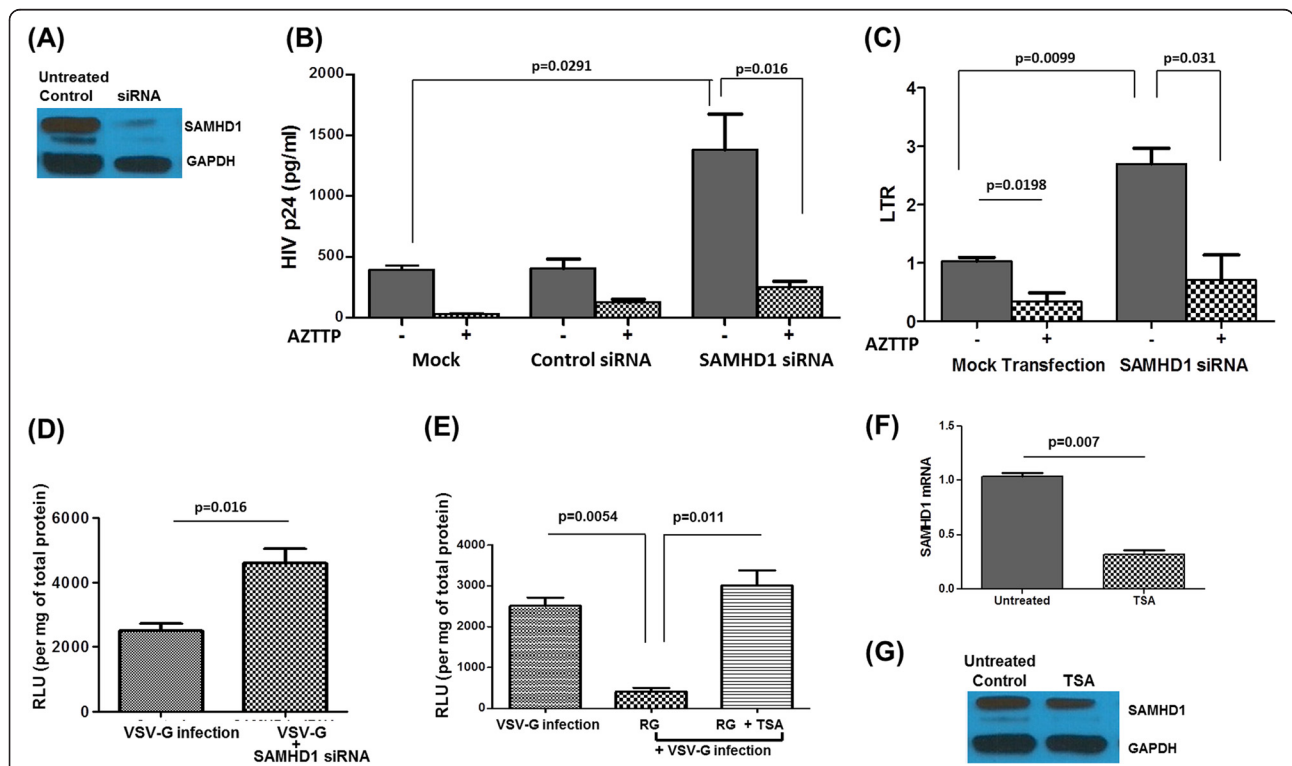 (A)
Untreated
Control siRNA
SAMHD1
GAPDH
(B)
HIV p24 (pg/ml)
2000
1500
1000
500
0
p=0.0291
p=0.016
AZTTP - + - + - +
Mock Control siRNA SAMHD1 siRNA
(C)
LTR
4
3
2
1
0
p=0.0099
p=0.031
p=0.0198
AZTTP - + - +
Mock Transfection SAMHD1 siRNA
(D)
RLU (per mg of total protein)
6000
4000
2000
0
p=0.016
VSV-G infection VSV-G
+
SAMHD1 siRNA
(E)
RLU (per mg of total protein)
4000
3000
2000
1000
0
p=0.0054 p=0.011
VSV-G infection RG RG + TSA
+ VSV-G infection
(F)
SAMHD1 mRNA
1.5
1.0
0.5
0.0
p=0.007
Untreated TSA
(G)
Untreated
Control TSA
SAMHD1
GAPDH